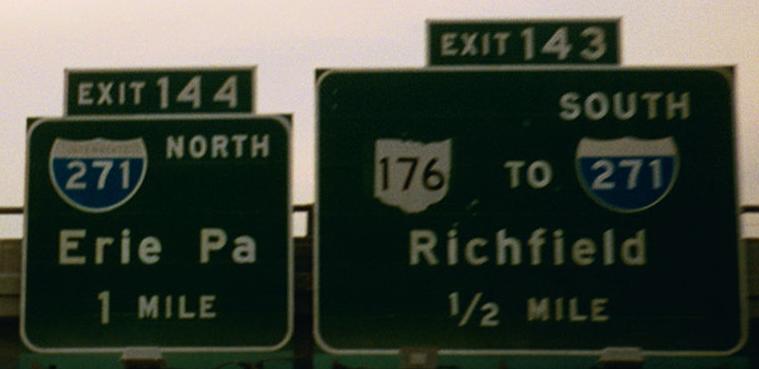 EXIT 144
271 NORTH
Erie Pa
1 MILE
EXIT 143
SOUTH
176 TO 271
Richfield
1/2 MILE